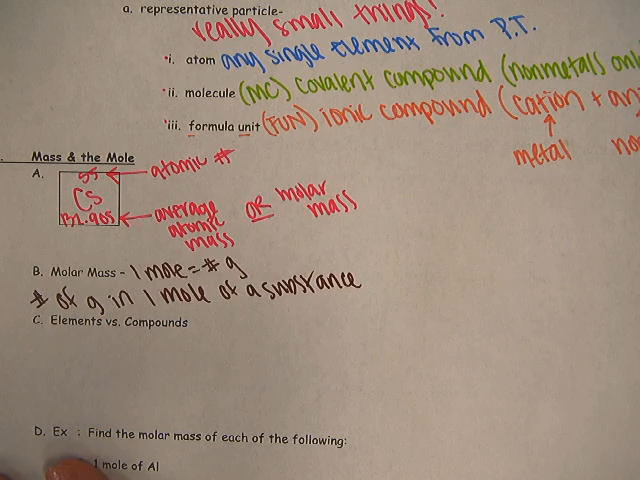 a. representative particle- really small things!
i. atom any single element from P.T.
ii. molecule (MC) covalent compound (nonmetals onl
iii. formula unit (FUN) ionic compound (cation + an
metal
no
Mass & the Mole
A.
55 atomic #
Cs
132.905 average atomic mass OR molar mass
B. Molar Mass - 1 mole = # g
# of g in 1 mole of a substance
C. Elements vs. Compounds
D. Ex : Find the molar mass of each of the following:
1 mole of Al